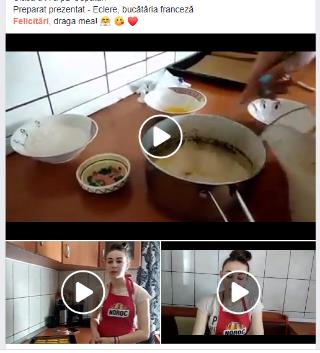 Preparat prezentat - Eclere, bucătăria franceză
Felicitări, draga mea! 🤗 😘 ❤️
NOROC
NOROC